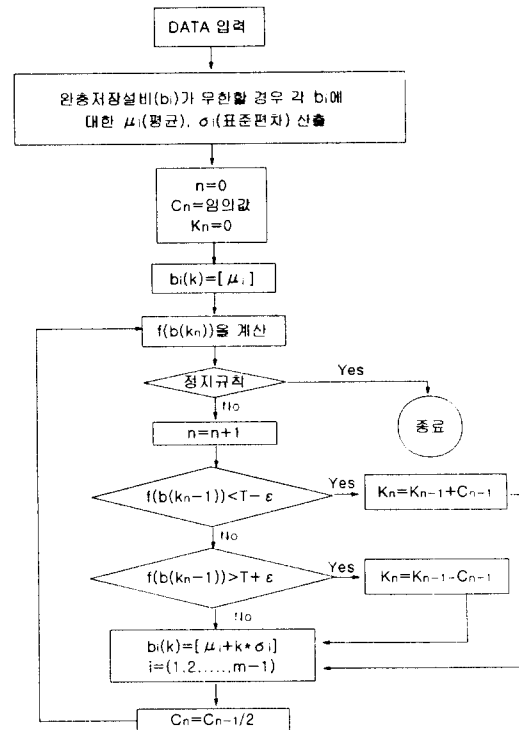 DATA 입력
완충저장설비(bi)가 무한할 경우 각 bi에
대한 μi(평균), σi(표준편차) 산출
n=0
Cn=임의값
Kn=0
bi(k)=[μi]
f(b(kn))을 계산
정지규칙
Yes
No
종료
n=n+1
f(b(kn-1))<T-ε
Yes
Kn=Kn-1+Cn-1
No
f(b(kn-1))>T+ε
Yes
Kn=Kn-1-Cn-1
No
bi(k)=[μi+k*σi]
i=(1,2,...,m-1)
Cn=Cn-1/2